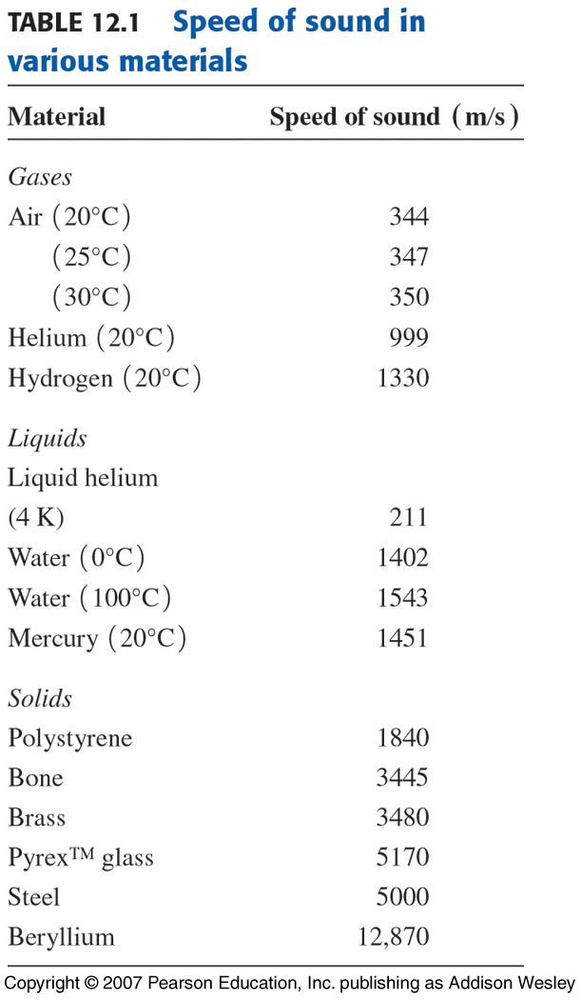 TABLE 12.1 Speed of sound in
various materials
Material Speed of sound (m/s)
Gases
Air (20°C) 344
(25°C) 347
(30°C) 350
Helium (20°C) 999
Hydrogen (20°C) 1330
Liquids
Liquid helium
(4 K) 211
Water (0°C) 1402
Water (100°C) 1543
Mercury (20°C) 1451
Solids
Polystyrene 1840
Bone 3445
Brass 3480
Pyrex™ glass 5170
Steel 5000
Beryllium 12,870
Copyright © 2007 Pearson Education, Inc. publishing as Addison Wesley